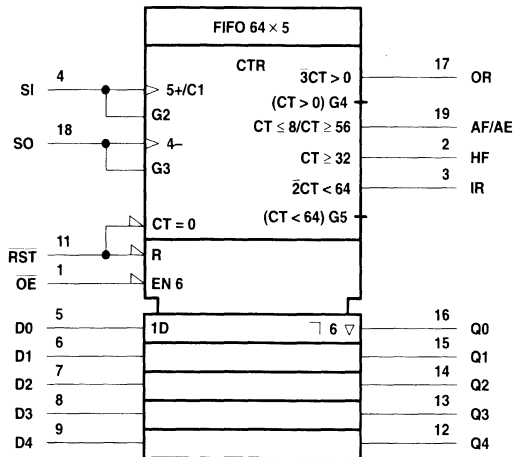 FIFO 64 × 5
CTR
SI 4 5+/C1 3̅CT > 0 17 OR
G2 (CT > 0) G4
SO 18 4− CT ≤ 8/CT ≥ 56 19 AF/AE
G3 CT ≥ 32 2 HF
2̅CT < 64 3 IR
CT = 0 (CT < 64) G5
R̅S̅T̅ 11 R
O̅E̅ 1 EN 6
D0 5 1D 6 ▽ 16 Q0
D1 6 15 Q1
D2 7 14 Q2
D3 8 13 Q3
D4 9 12 Q4